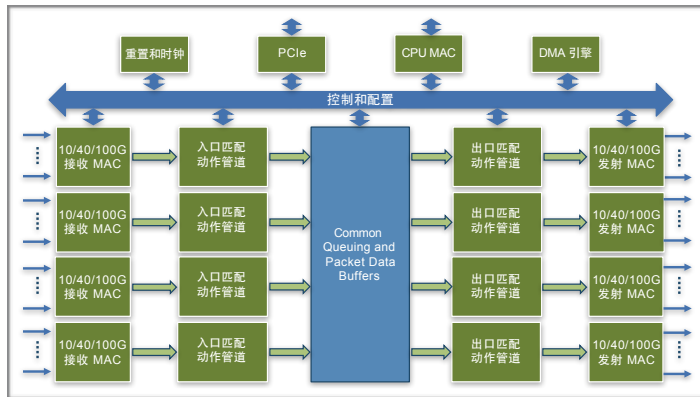 重置和时钟
PCIe
CPU MAC
DMA 引擎
控制和配置
10/40/100G
接收 MAC
入口匹配
动作管道
出口匹配
动作管道
10/40/100G
发射 MAC
10/40/100G
接收 MAC
入口匹配
动作管道
Common
Queuing and
Packet Data
Buffers
出口匹配
动作管道
10/40/100G
发射 MAC
10/40/100G
接收 MAC
入口匹配
动作管道
出口匹配
动作管道
10/40/100G
发射 MAC
10/40/100G
接收 MAC
入口匹配
动作管道
出口匹配
动作管道
10/40/100G
发射 MAC